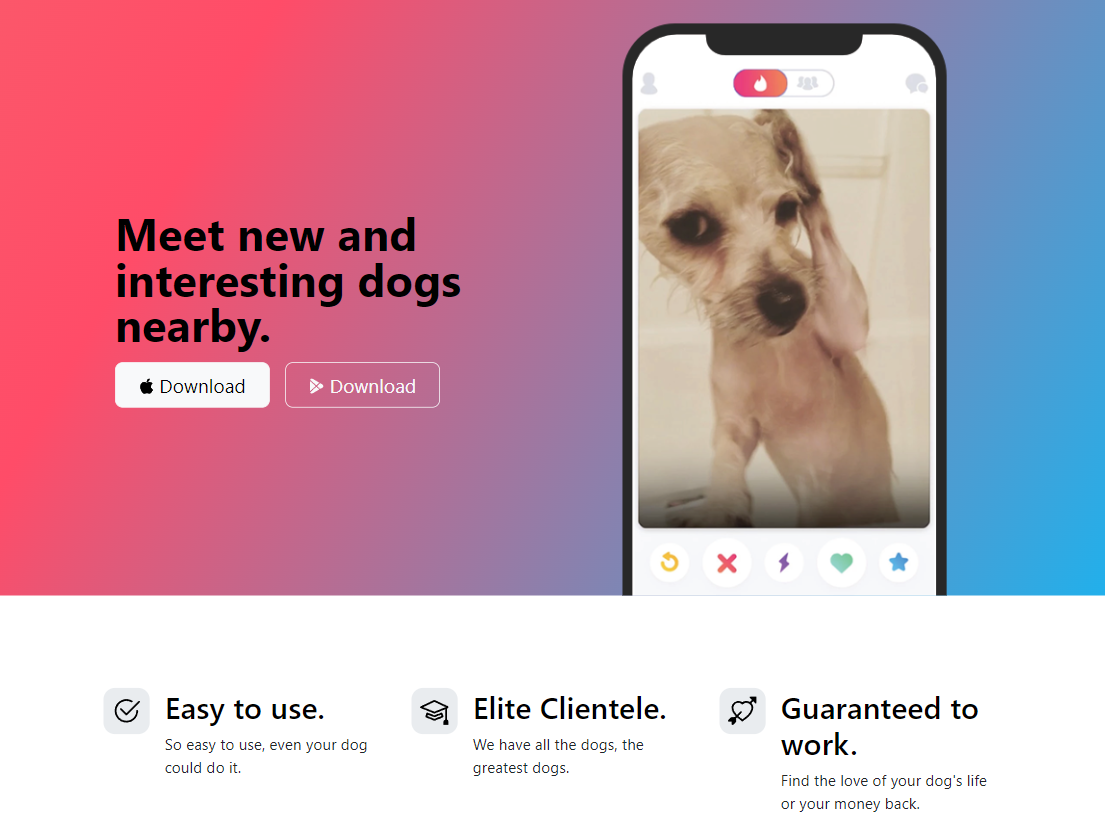 Meet new and
interesting dogs
nearby.
Download
Download
Easy to use.
So easy to use, even your dog
could do it.
Elite Clientele.
We have all the dogs, the
greatest dogs.
Guaranteed to
work.
Find the love of your dog's life
or your money back.